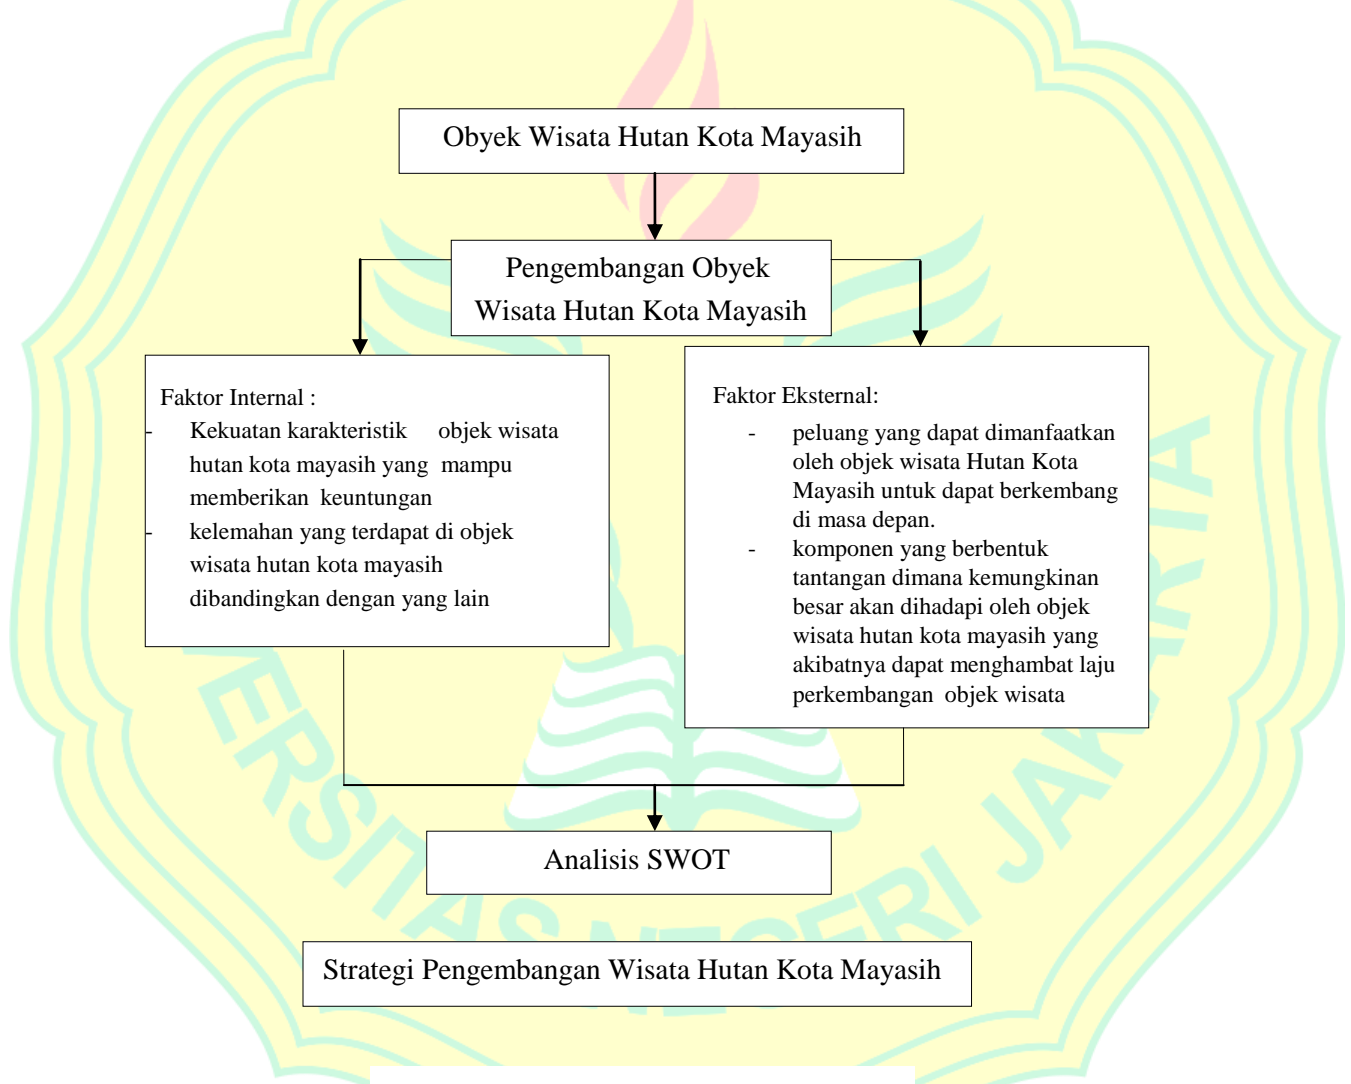 Obyek Wisata Hutan Kota Mayasih
Pengembangan Obyek
Wisata Hutan Kota Mayasih
Faktor Internal :
- Kekuatan karakteristik objek wisata
hutan kota mayasih yang mampu
memberikan keuntungan
- kelemahan yang terdapat di objek
wisata hutan kota mayasih
dibandingkan dengan yang lain
Faktor Eksternal:
- peluang yang dapat dimanfaatkan
oleh objek wisata Hutan Kota
Mayasih untuk dapat berkembang
di masa depan.
- komponen yang berbentuk
tantangan dimana kemungkinan
besar akan dihadapi oleh objek
wisata hutan kota mayasih yang
akibatnya dapat menghambat laju
perkembangan objek wisata
Analisis SWOT
Strategi Pengembangan Wisata Hutan Kota Mayasih